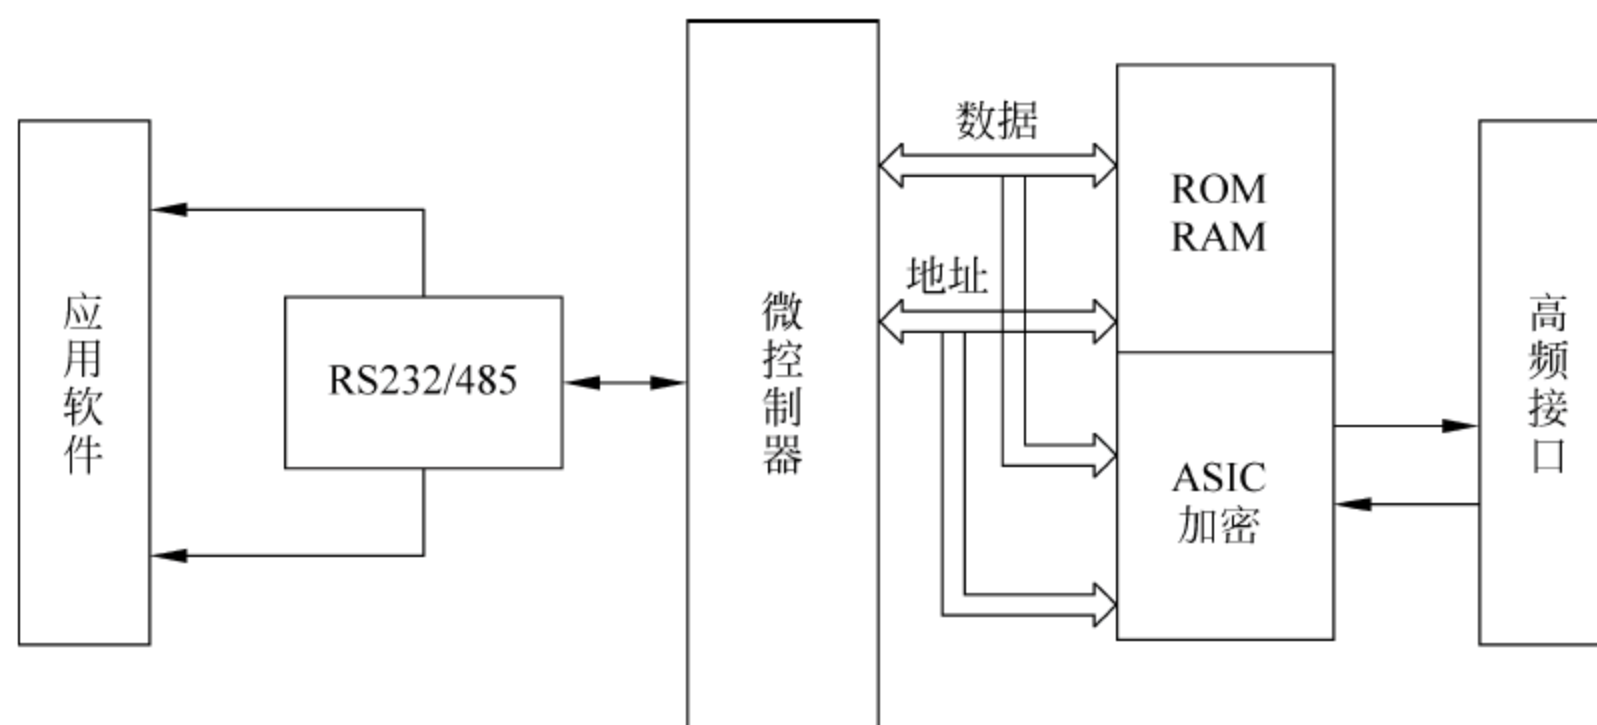 应用软件
RS232/485
微控制器
数据
地址
ROM
RAM
ASIC
加密
高频接口